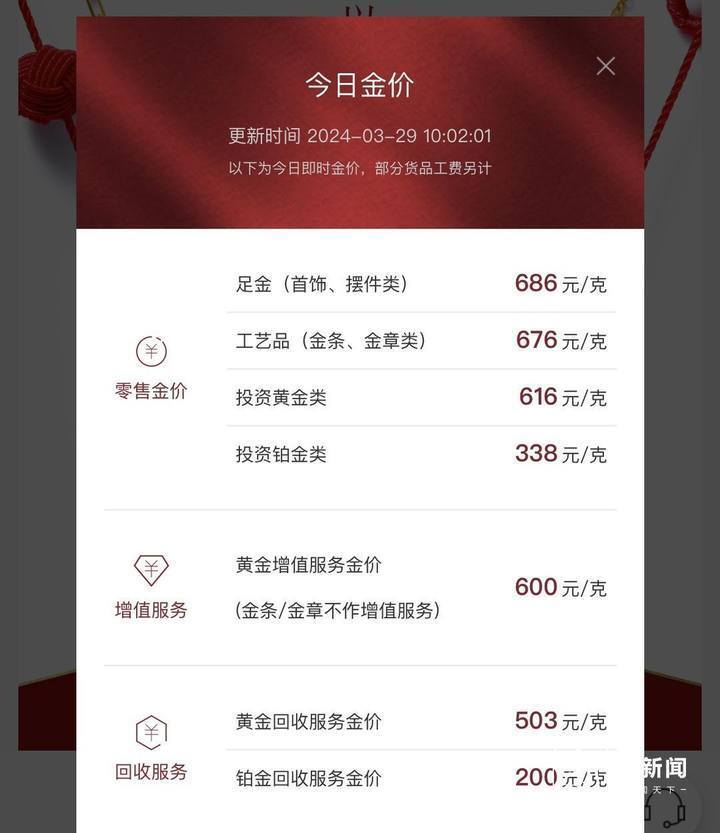 今日金价
更新时间 2024-03-29 10:02:01
以下为今日即时金价，部分货品工费另计
零售金价
足金（首饰、摆件类） 686 元/克
工艺品（金条、金章类） 676 元/克
投资黄金类 616 元/克
投资铂金类 338 元/克
增值服务
黄金增值服务金价
(金条/金章不作增值服务)
600 元/克
回收服务
黄金回收服务金价 503 元/克
铂金回收服务金价 200 元/克
新闻
天下